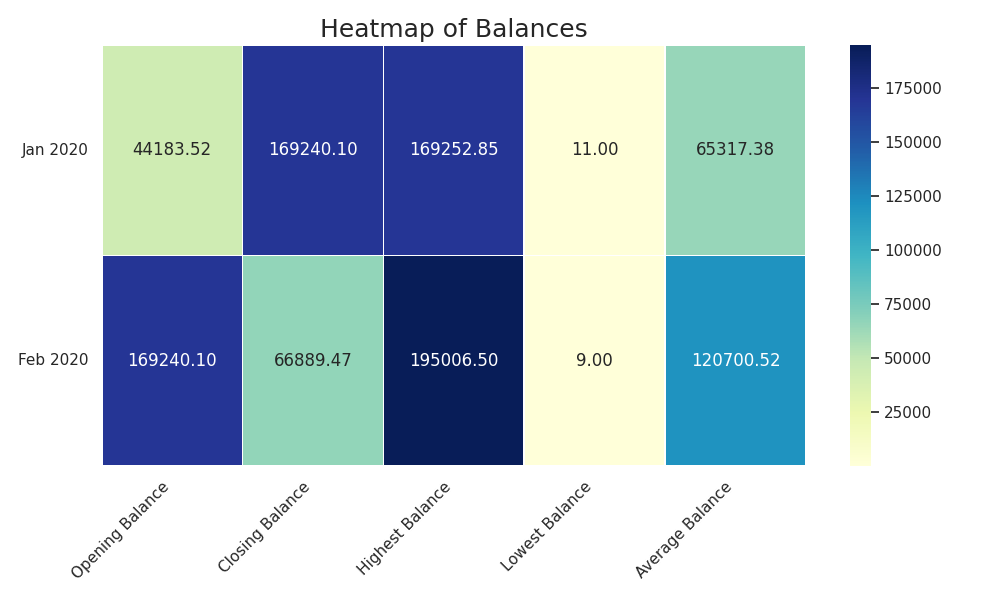 Heatmap of Balances
Jan 2020 44183.52 169240.10 169252.85 11.00 65317.38
Feb 2020 169240.10 66889.47 195006.50 9.00 120700.52
Opening Balance Closing Balance Highest Balance Lowest Balance Average Balance
175000
150000
125000
100000
75000
50000
25000